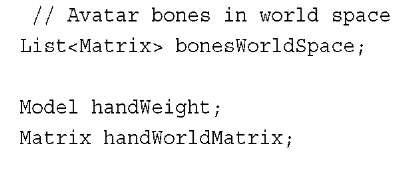 // Avatar bones in world space
List<Matrix> bonesWorldSpace;
Model handWeight;
Matrix handWorldMatrix;